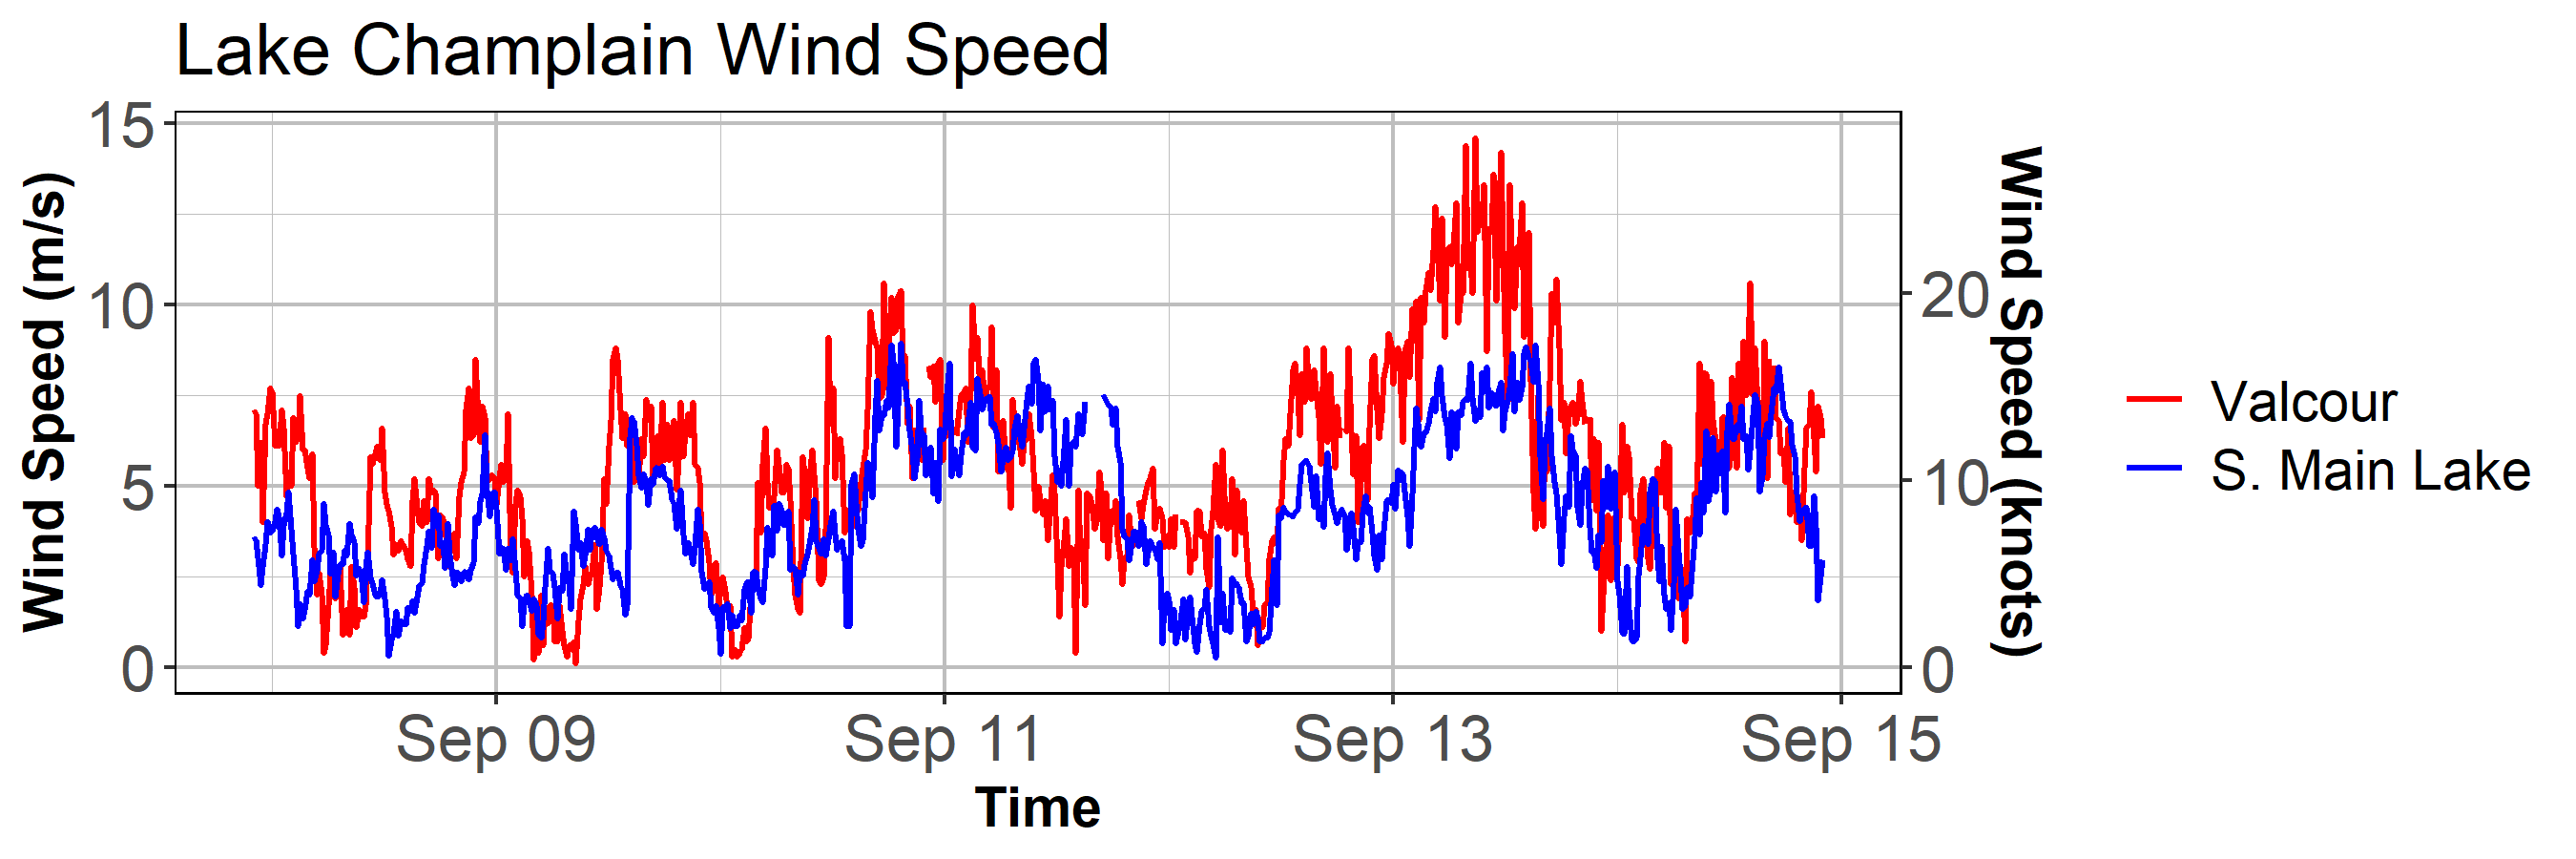 Lake Champlain Wind Speed
15
10
5
0
Wind Speed (m/s)
20
10
0
Wind Speed (knots)
Sep 09
Sep 11
Sep 13
Sep 15
Time
Valcour
S. Main Lake